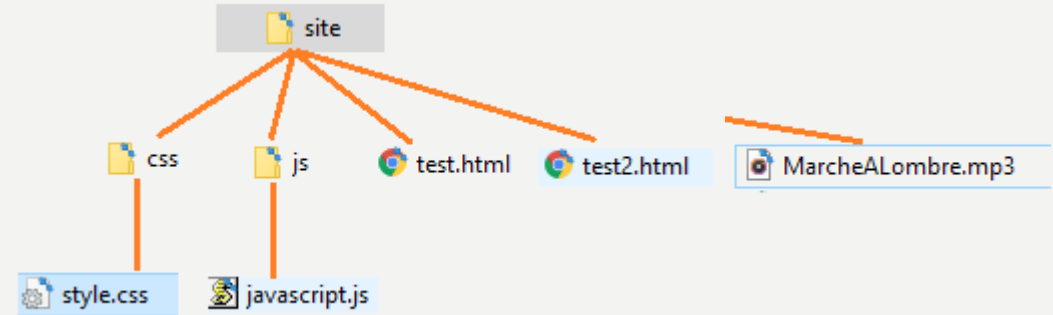 site
css
js
test.html
test2.html
MarcheALombre.mp3
style.css
javascript.js